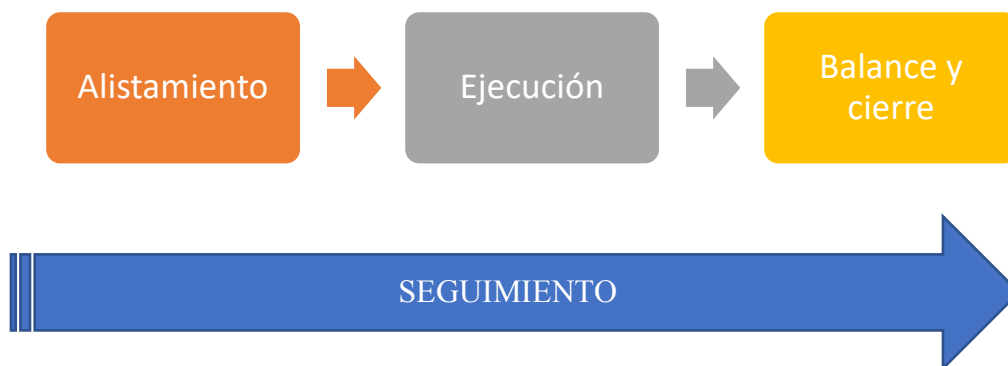 Alistamiento
Ejecución
Balance y
cierre
SEGUIMIENTO